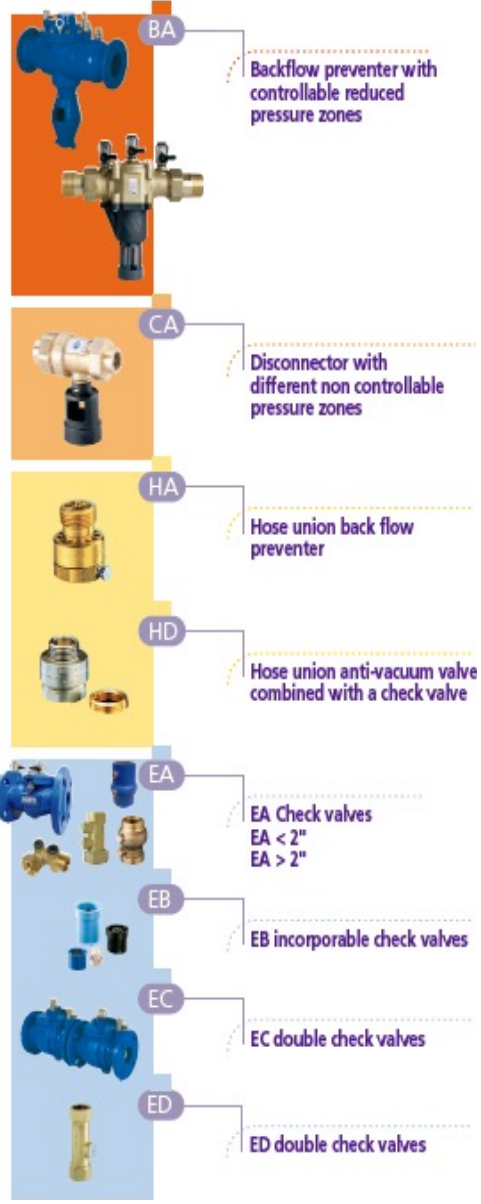 BA
Backflow preventer with
controllable reduced
pressure zones
CA
Disconnector with
different non controllable
pressure zones
HA
Hose union back flow
preventer
HD
Hose union anti-vacuum valve
combined with a check valve
EA
EA Check valves
EA < 2"
EA > 2"
EB
EB incorporable check valves
EC
EC double check valves
ED
ED double check valves